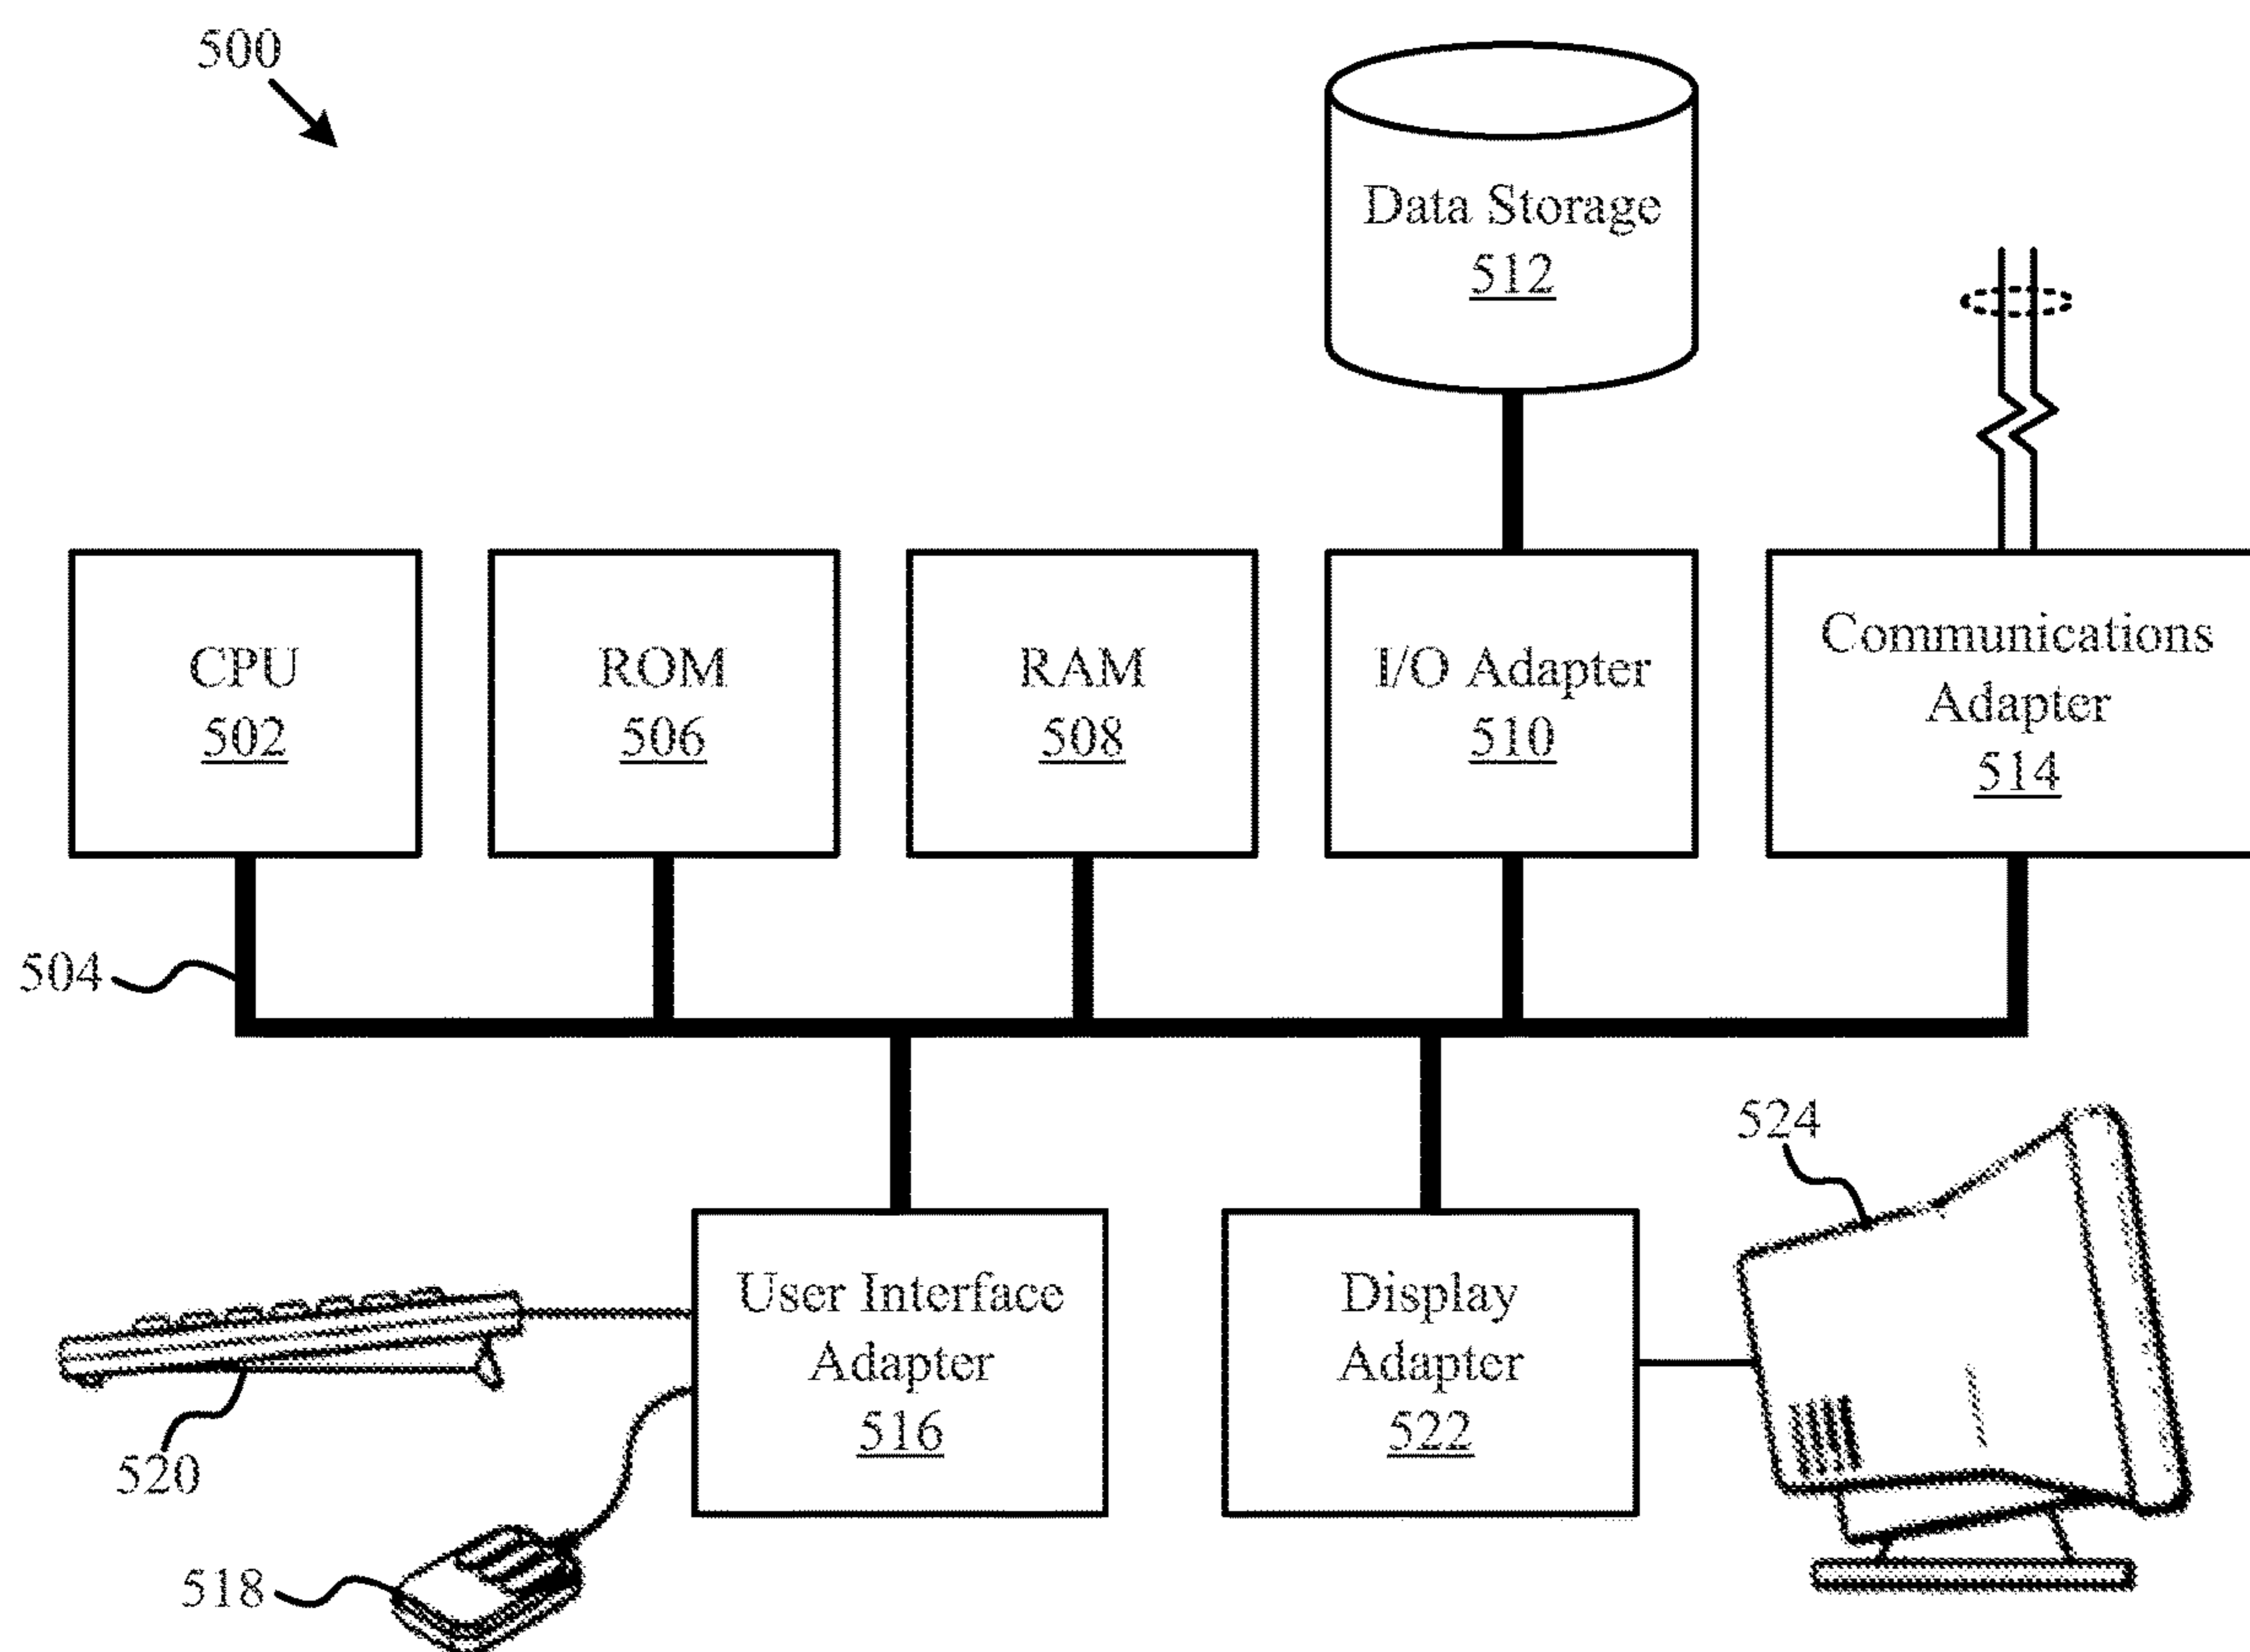 500
Data Storage
512
CPU
502
ROM
506
RAM
508
I/O Adapter
510
Communications
Adapter
514
504
524
User Interface
Adapter
516
Display
Adapter
522
520
518